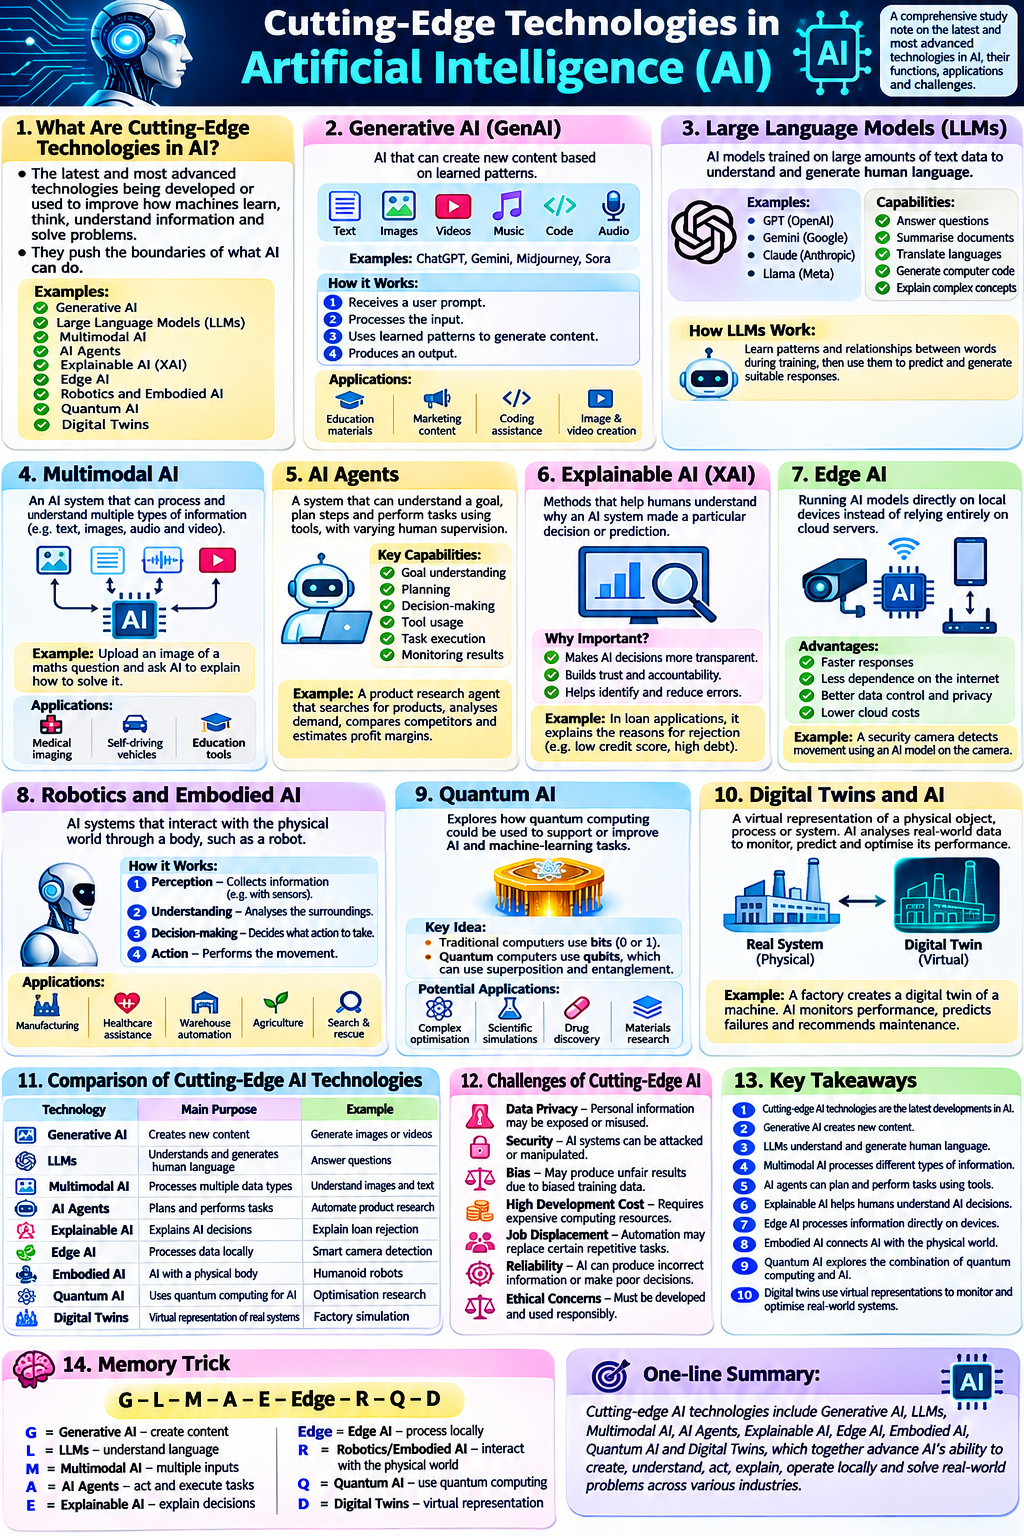 Cutting-Edge Technologies in
Artificial Intelligence (AI)
AI
A comprehensive study
note on the latest and
most advanced
technologies in AI, their
functions, applications
and challenges.
1. What Are Cutting-Edge
Technologies in AI?
• The latest and most advanced
technologies being developed or
used to improve how machines learn,
think, understand information and
solve problems.
• They push the boundaries of what AI
can do.
Examples:
Generative AI
Large Language Models (LLMs)
Multimodal AI
AI Agents
Explainable AI (XAI)
Edge AI
Robotics and Embodied AI
Quantum AI
Digital Twins
2. Generative AI (GenAI)
AI that can create new content based
on learned patterns.
Text Images Videos Music Code Audio
Examples: ChatGPT, Gemini, Midjourney, Sora
How it Works:
1 Receives a user prompt.
2 Processes the input.
3 Uses learned patterns to generate content.
4 Produces an output.
Applications:
Education
materials
Marketing
content
Coding
assistance
Image &
video creation
3. Large Language Models (LLMs)
AI models trained on large amounts of text data to
understand and generate human language.
Examples:
• GPT (OpenAI)
• Gemini (Google)
• Claude (Anthropic)
• Llama (Meta)
Capabilities:
Answer questions
Summarise documents
Translate languages
Generate computer code
Explain complex concepts
How LLMs Work:
Learn patterns and relationships between words
during training, then use them to predict and generate
suitable responses.
4. Multimodal AI
An AI system that can process and
understand multiple types of information
(e.g. text, images, audio and video).
AI
Example: Upload an image of a
maths question and ask AI to explain
how to solve it.
Applications:
Medical
imaging
Self-driving
vehicles
Education
tools
5. AI Agents
A system that can understand a goal,
plan steps and perform tasks using
tools, with varying human supervision.
Key Capabilities:
Goal understanding
Planning
Decision-making
Tool usage
Task execution
Monitoring results
Example: A product research agent
that searches for products, analyses
demand, compares competitors and
estimates profit margins.
6. Explainable AI (XAI)
Methods that help humans understand
why an AI system made a particular
decision or prediction.
Why Important?
Makes AI decisions more transparent.
Builds trust and accountability.
Helps identify and reduce errors.
Example: In loan applications, it
explains the reasons for rejection
(e.g. low credit score, high debt).
7. Edge AI
Running AI models directly on local
devices instead of relying entirely on
cloud servers.
AI
Advantages:
Faster responses
Less dependence on the internet
Better data control and privacy
Lower cloud costs
Example: A security camera detects
movement using an AI model on the camera.
8. Robotics and Embodied AI
AI systems that interact with the physical
world through a body, such as a robot.
How it Works:
1 Perception – Collects information
(e.g. with sensors).
2 Understanding – Analyses the surroundings.
3 Decision-making – Decides what action to take.
4 Action – Performs the movement.
Applications:
Manufacturing
Healthcare
assistance
Warehouse
automation
Agriculture
Search &
rescue
9. Quantum AI
Explores how quantum computing
could be used to support or improve
AI and machine-learning tasks.
Key Idea:
• Traditional computers use bits (0 or 1).
• Quantum computers use qubits, which
can use superposition and entanglement.
Potential Applications:
Complex
optimisation
Scientific
simulations
Drug
discovery
Materials
research
10. Digital Twins and AI
A virtual representation of a physical object,
process or system. AI analyses real-world data
to monitor, predict and optimise its performance.
Real System
(Physical)
Digital Twin
(Virtual)
Example: A factory creates a digital twin of a
machine. AI monitors performance, predicts
failures and recommends maintenance.
11. Comparison of Cutting-Edge AI Technologies
Technology Main Purpose Example
Generative AI Creates new content Generate images or videos
LLMs Understands and generates human language Answer questions
Multimodal AI Processes multiple data types Understand images and text
AI Agents Plans and performs tasks Automate product research
Explainable AI Explains AI decisions Explain loan rejection
Edge AI Processes data locally Smart camera detection
Embodied AI AI with a physical body Humanoid robots
Quantum AI Uses quantum computing for AI Optimisation research
Digital Twins Virtual representation of real systems Factory simulation
12. Challenges of Cutting-Edge AI
Data Privacy – Personal information
may be exposed or misused.
Security – AI systems can be attacked
or manipulated.
Bias – May produce unfair results
due to biased training data.
High Development Cost – Requires
expensive computing resources.
Job Displacement – Automation may
replace certain repetitive tasks.
Reliability – AI can produce incorrect
information or make poor decisions.
Ethical Concerns – Must be developed
and used responsibly.
13. Key Takeaways
1 Cutting-edge AI technologies are the latest developments in AI.
2 Generative AI creates new content.
3 LLMs understand and generate human language.
4 Multimodal AI processes different types of information.
5 AI agents can plan and perform tasks using tools.
6 Explainable AI helps humans understand AI decisions.
7 Edge AI processes information directly on devices.
8 Embodied AI connects AI with the physical world.
9 Quantum AI explores the combination of quantum
computing and AI.
10 Digital twins use virtual representations to monitor and
optimise real-world systems.
14. Memory Trick
G – L – M – A – E – Edge – R – Q – D
G = Generative AI – create content
L = LLMs – understand language
M = Multimodal AI – multiple inputs
A = AI Agents – act and execute tasks
E = Explainable AI – explain decisions
Edge = Edge AI – process locally
R = Robotics/Embodied AI – interact
with the physical world
Q = Quantum AI – use quantum computing
D = Digital Twins – virtual representation
One-line Summary:
AI
Cutting-edge AI technologies include Generative AI, LLMs,
Multimodal AI, AI Agents, Explainable AI, Edge AI, Embodied AI,
Quantum AI and Digital Twins, which together advance AI's ability to
create, understand, act, explain, operate locally and solve real-world
problems across various industries.